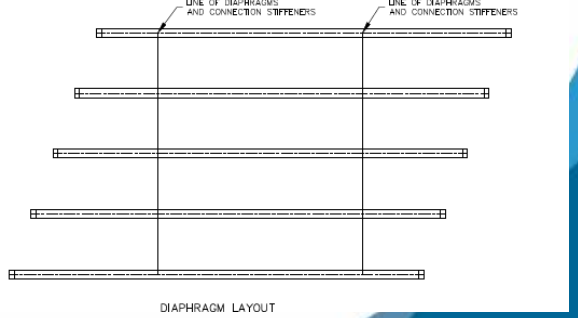 LINE OF DIAPHRAGMS
AND CONNECTION STIFFENERS
LINE OF DIAPHRAGMS
AND CONNECTION STIFFENERS
DIAPHRAGM LAYOUT